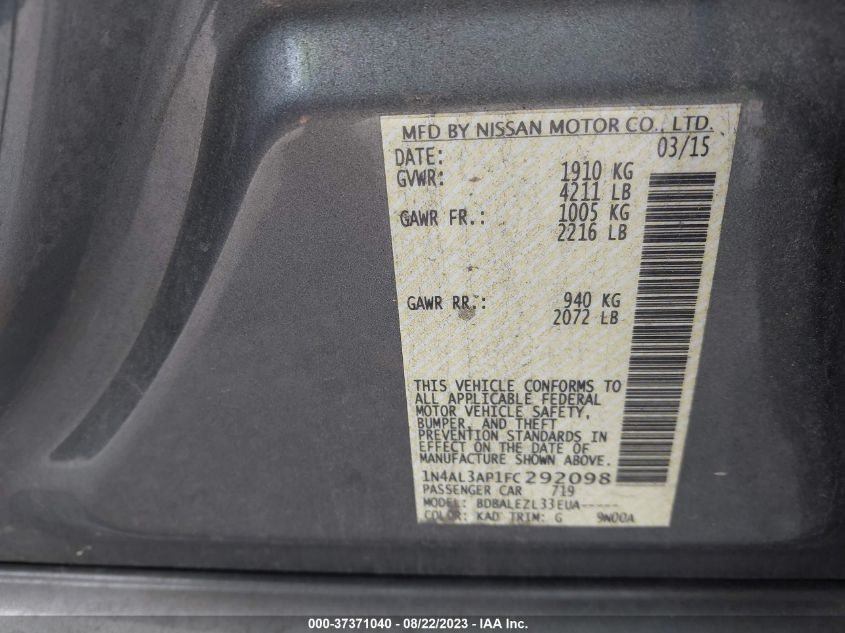 MFD BY NISSAN MOTOR CO., LTD.
DATE: 03/15
GVWR: 1910 KG
4211 LB
GAWR FR.: 1005 KG
2216 LB
GAWR RR.: 940 KG
2072 LB
THIS VEHICLE CONFORMS TO
ALL APPLICABLE FEDERAL
MOTOR VEHICLE SAFETY,
BUMPER, AND THEFT
PREVENTION STANDARDS IN
EFFECT ON THE DATE OF
MANUFACTURE SHOWN ABOVE.
1N4AL3AP1FC292098
PASSENGER CAR 719
MODEL: BDBALEZL33EUA-----
COLOR: KAD TRIM: G 9N00A
000-37371040 - 08/22/2023 - IAA Inc.